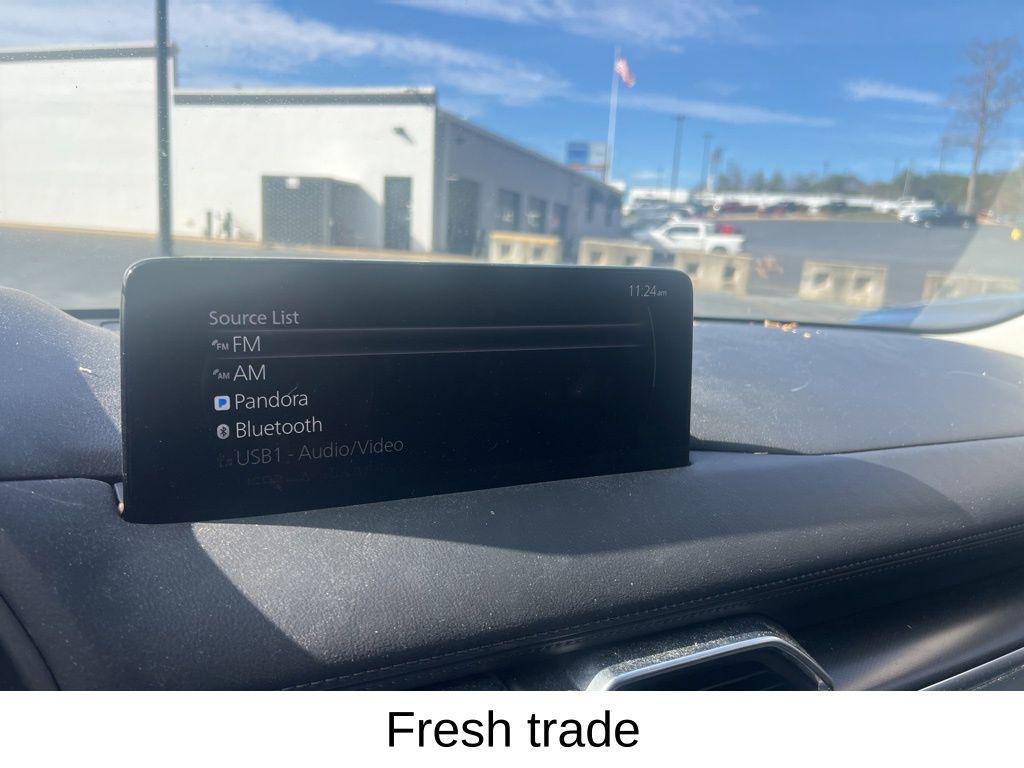 11:24am
Source List
FM FM
AM AM
Pandora
Bluetooth
USB1 - Audio/Video
Fresh trade